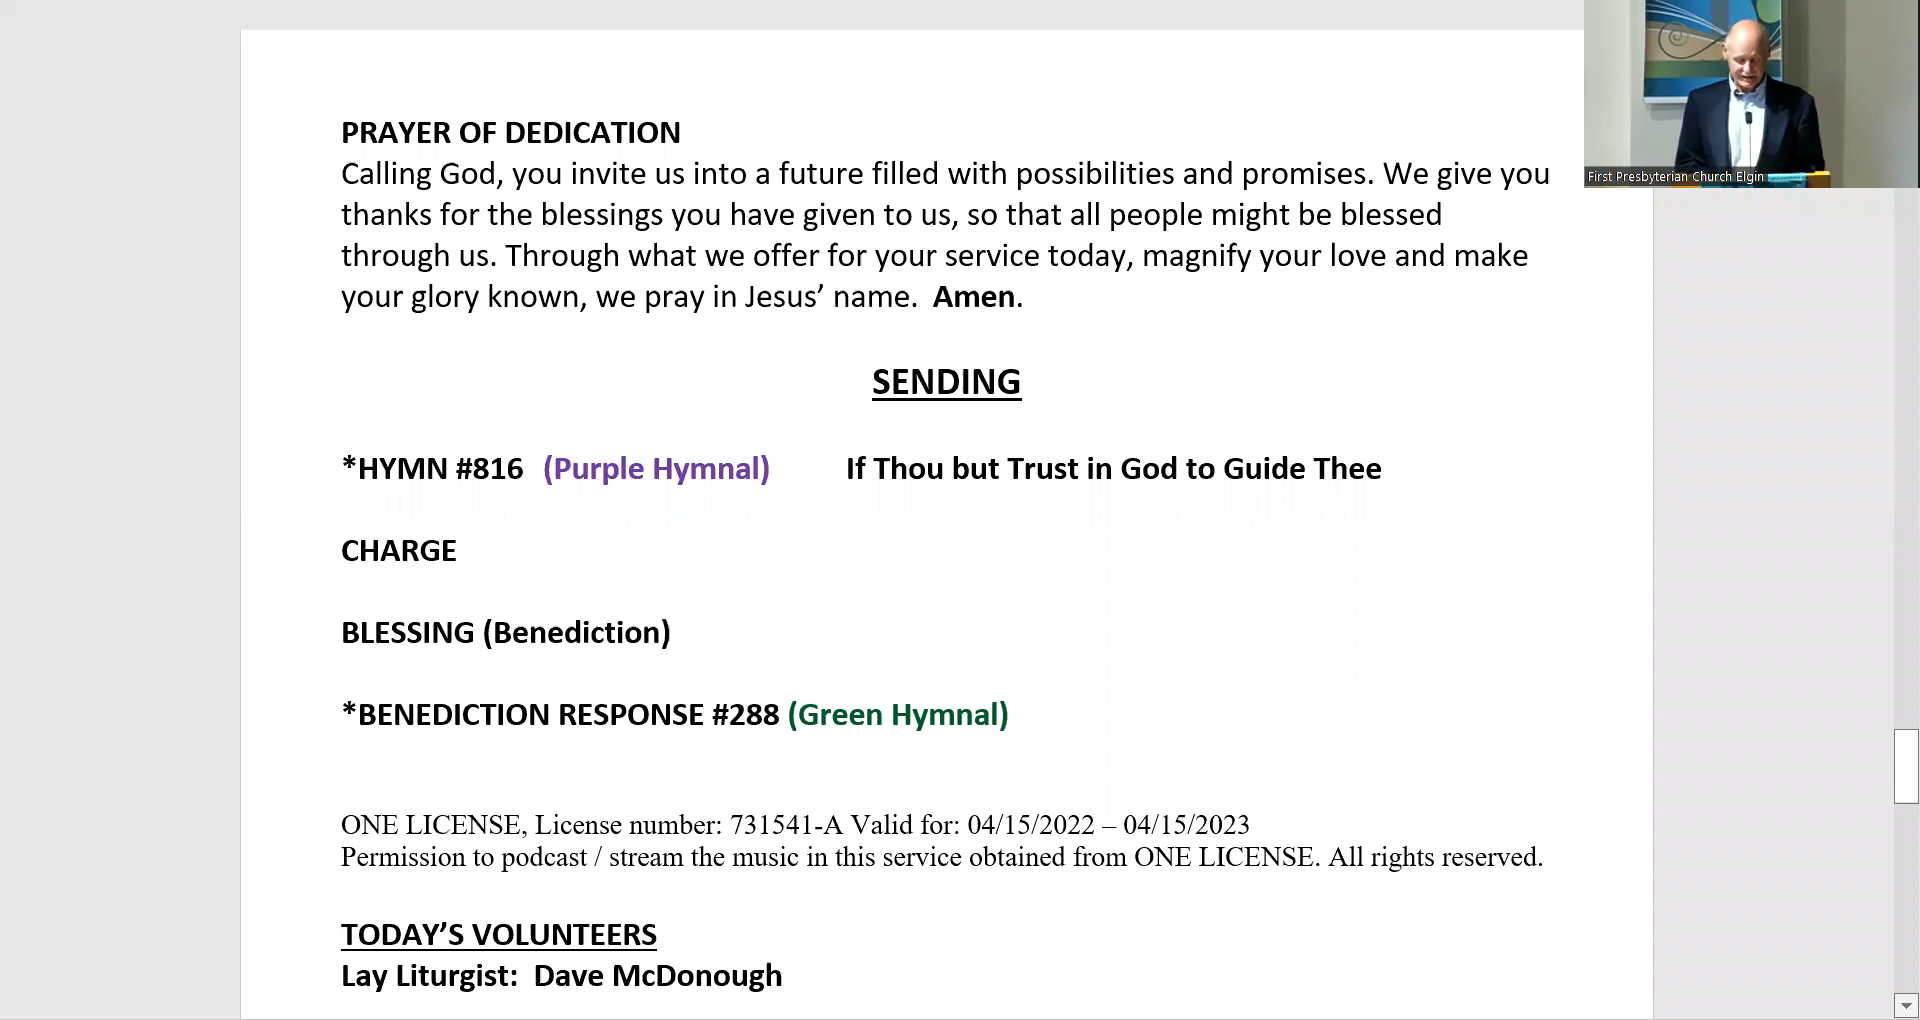 PRAYER OF DEDICATION
Calling God, you invite us into a future filled with possibilities and promises. We give you
thanks for the blessings you have given to us, so that all people might be blessed
through us. Through what we offer for your service today, magnify your love and make
your glory known, we pray in Jesus’ name.  Amen.
SENDING
*HYMN #816 (Purple Hymnal) If Thou but Trust in God to Guide Thee
CHARGE
BLESSING (Benediction)
*BENEDICTION RESPONSE #288 (Green Hymnal)
ONE LICENSE, License number: 731541-A Valid for: 04/15/2022 – 04/15/2023
Permission to podcast / stream the music in this service obtained from ONE LICENSE. All rights reserved.
TODAY’S VOLUNTEERS
Lay Liturgist:  Dave McDonough
First Presbyterian Church Elgin